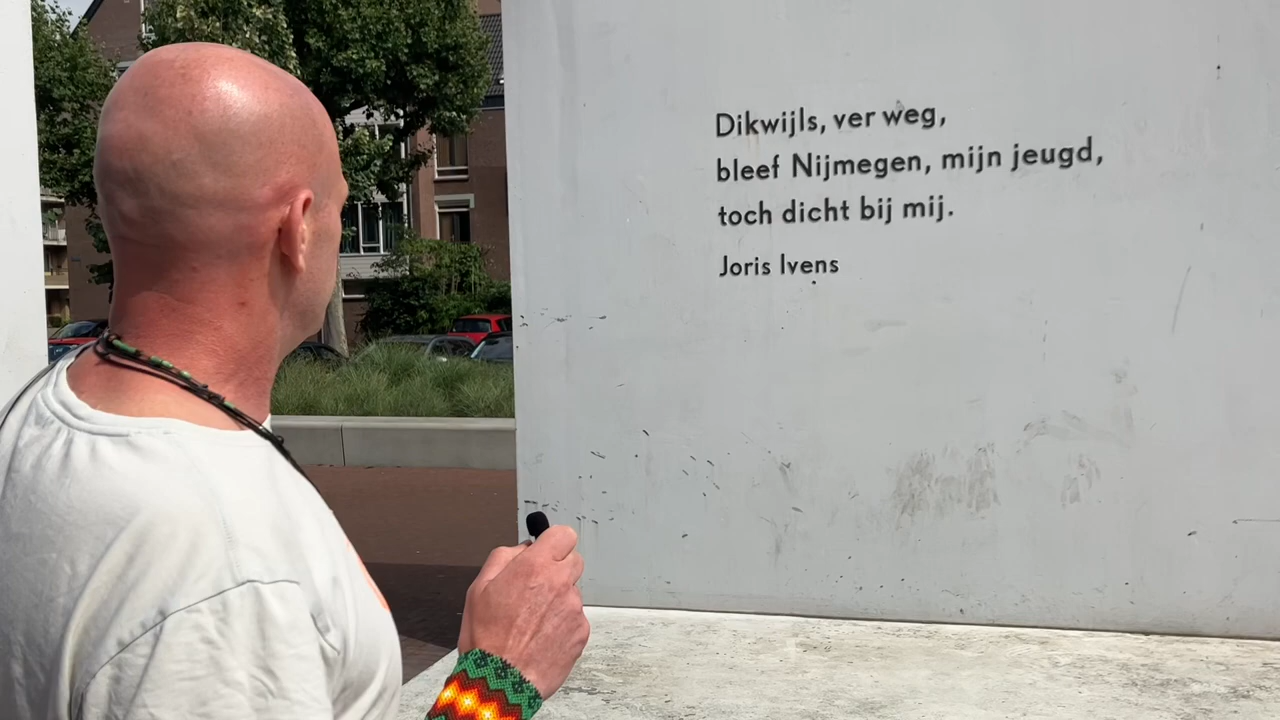 Dikwijls, ver weg,
bleef Nijmegen, mijn jeugd,
toch dicht bij mij.
Joris Ivens